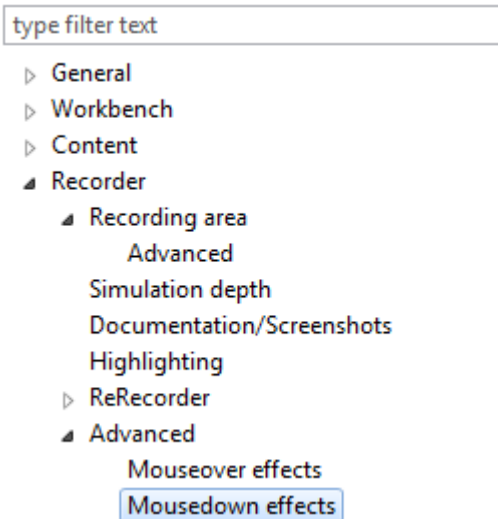 type filter text
General
Workbench
Content
Recorder
Recording area
Advanced
Simulation depth
Documentation/Screenshots
Highlighting
ReRecorder
Advanced
Mouseover effects
Mousedown effects